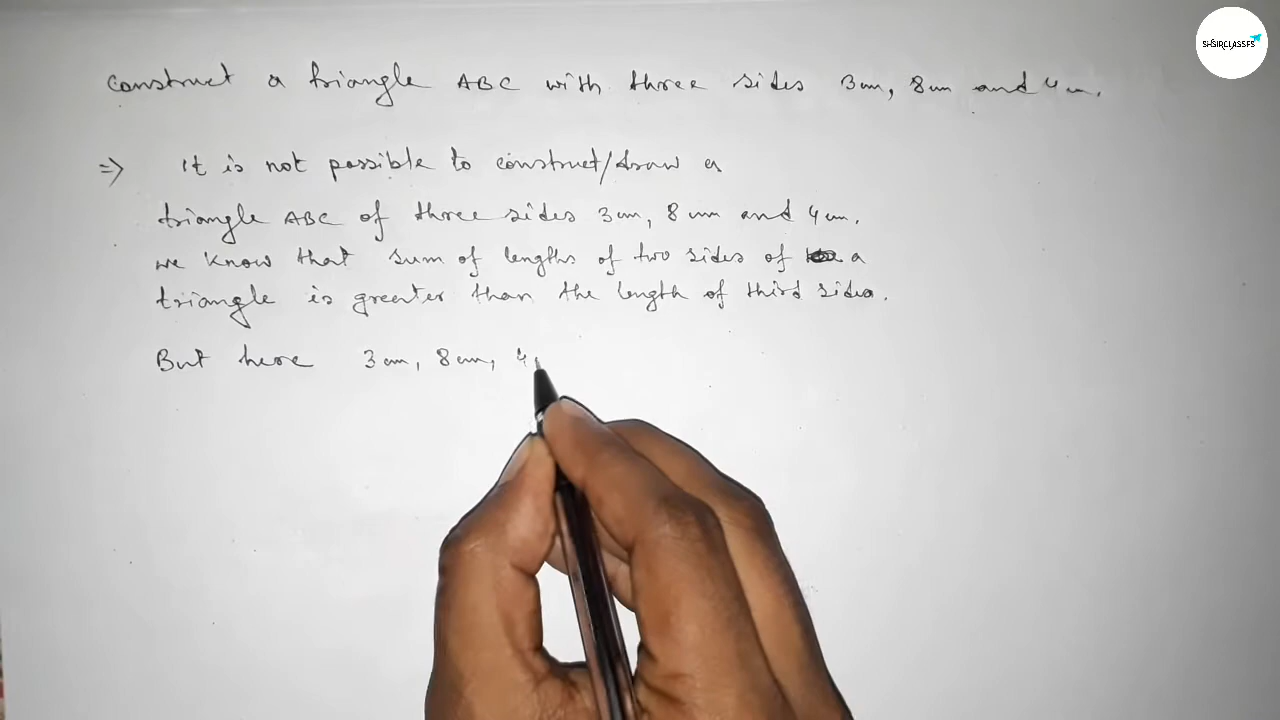 SHSIRCLASSES
construct a triangle ABC with three sides 3cm, 8cm and 4cm.
=> It is not possible to construct/draw a
triangle ABC of three sides 3cm, 8cm and 4cm.
we know that sum of lengths of two sides of a
triangle is greater than the length of third side.
But here 3cm, 8cm, 4